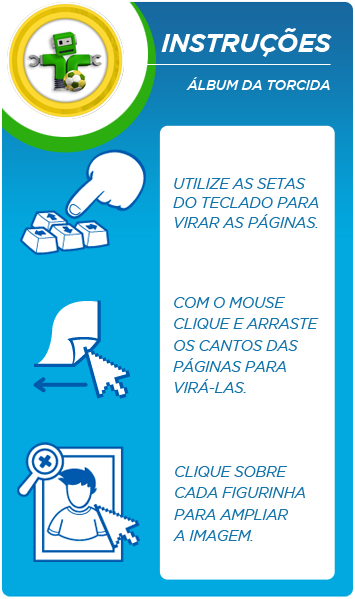 INSTRUÇÕES
ÁLBUM DA TORCIDA
UTILIZE AS SETAS
DO TECLADO PARA
VIRAR AS PÁGINAS.
COM O MOUSE
CLIQUE E ARRASTE
OS CANTOS DAS
PÁGINAS PARA
VIRÁ-LAS.
CLIQUE SOBRE
CADA FIGURINHA
PARA AMPLIAR
A IMAGEM.